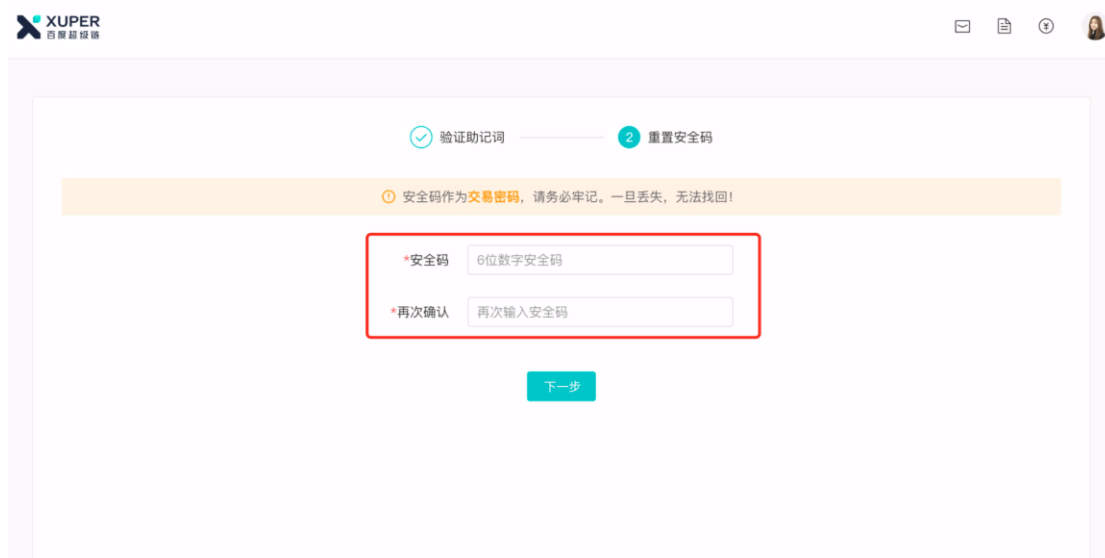 XUPER
百度超级链
验证助记词
2 重置安全码
安全码作为交易密码，请务必牢记。一旦丢失，无法找回！
*安全码 6位数字安全码
*再次确认 再次输入安全码
下一步